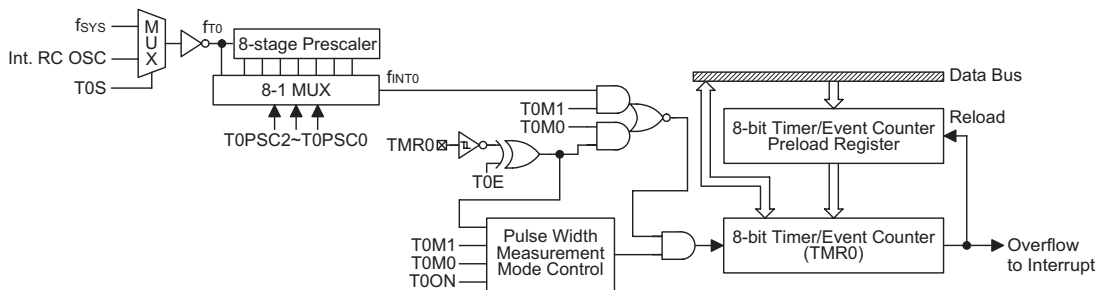 fSYS
Int. RC OSC
T0S
MUX
fT0
8-stage Prescaler
8-1 MUX
T0PSC2~T0PSC0
fINT0
T0M1
T0M0
TMR0
T0E
T0M1
T0M0
T0ON
Pulse Width
Measurement
Mode Control
Data Bus
8-bit Timer/Event Counter
Preload Register
Reload
8-bit Timer/Event Counter
(TMR0)
Overflow
to Interrupt